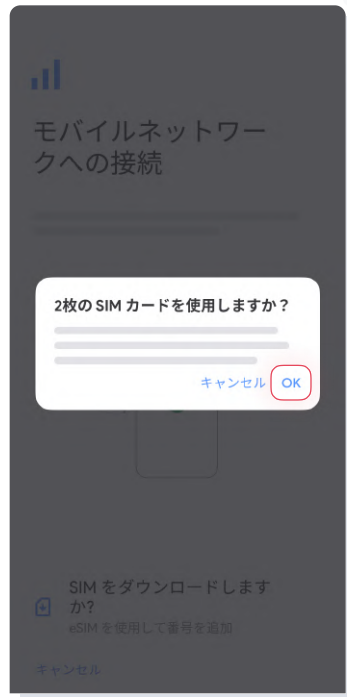 モバイルネットワー
クへの接続
2枚の SIM カードを使用しますか？
キャンセル OK
SIM をダウンロードします
か?
eSIM を使用して番号を追加
キャンセル